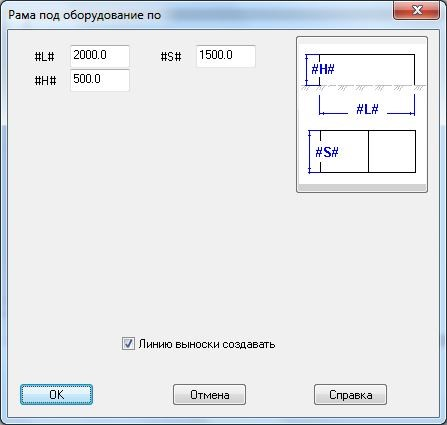 Рама под оборудование по
#L# 2000.0 #S# 1500.0
#H# 500.0
#H#
#L#
#S#
Линию выноски создавать
OK Отмена Справка